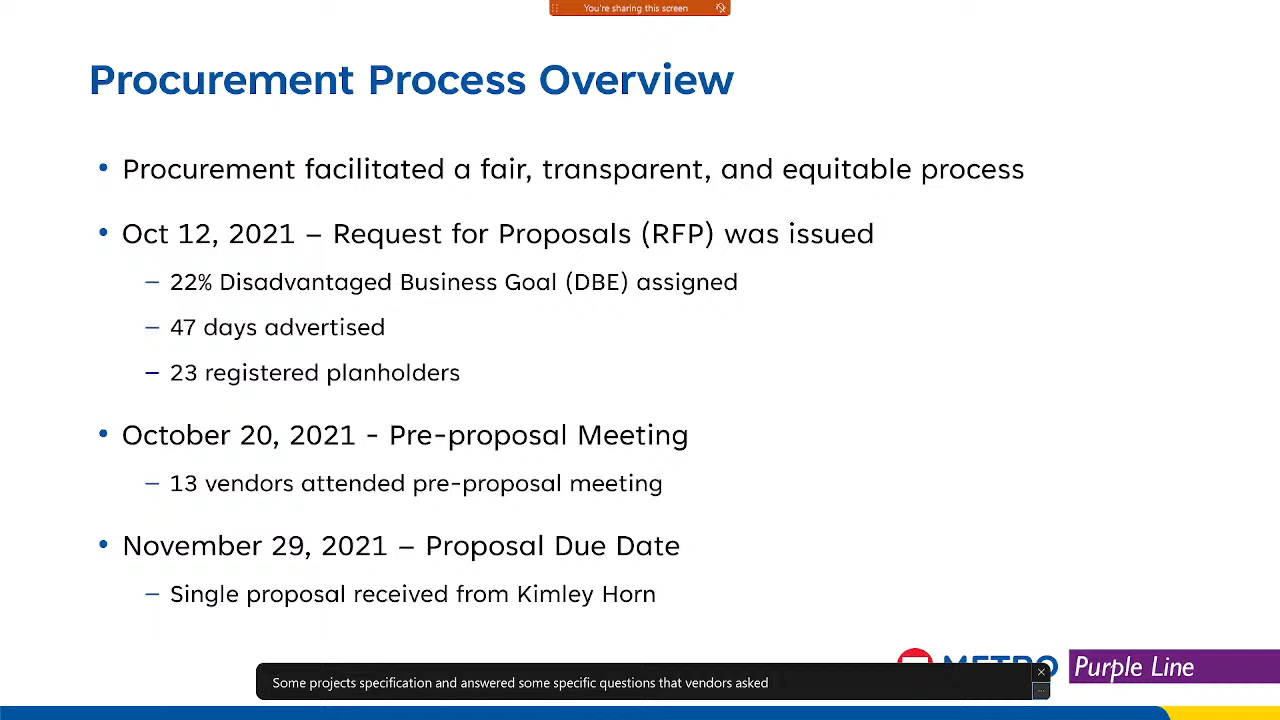 You're sharing this screen
Procurement Process Overview
• Procurement facilitated a fair, transparent, and equitable process
• Oct 12, 2021 – Request for Proposals (RFP) was issued
– 22% Disadvantaged Business Goal (DBE) assigned
– 47 days advertised
– 23 registered planholders
• October 20, 2021 - Pre-proposal Meeting
– 13 vendors attended pre-proposal meeting
• November 29, 2021 – Proposal Due Date
– Single proposal received from Kimley Horn
METRO Purple Line
Some projects specification and answered some specific questions that vendors asked